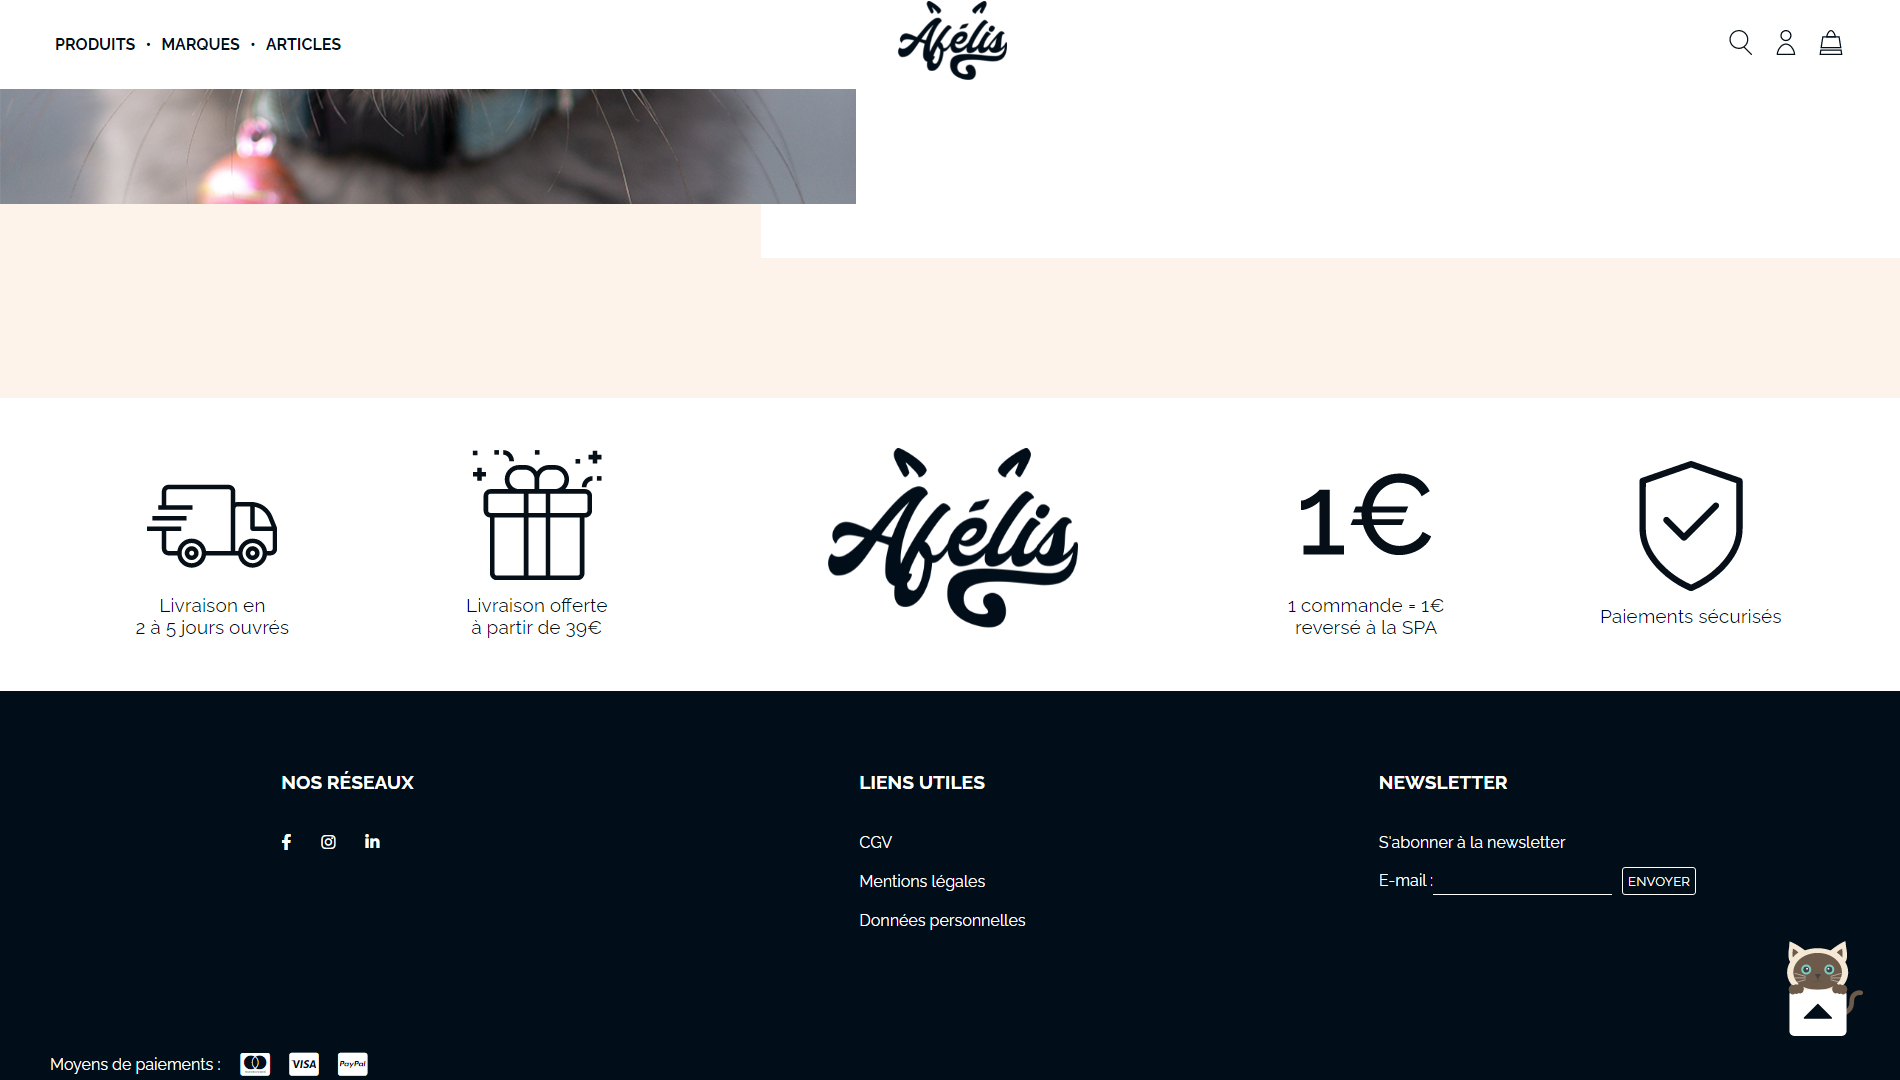 PRODUITS • MARQUES • ARTICLES
Afélis
Livraison en
2 à 5 jours ouvrés
Livraison offerte
à partir de 39€
Afélis
1€
1 commande = 1€
reversé à la SPA
Paiements sécurisés
NOS RÉSEAUX
LIENS UTILES
CGV
Mentions légales
Données personnelles
NEWSLETTER
S'abonner à la newsletter
E-mail :
ENVOYER
Moyens de paiements :
VISA
PayPal